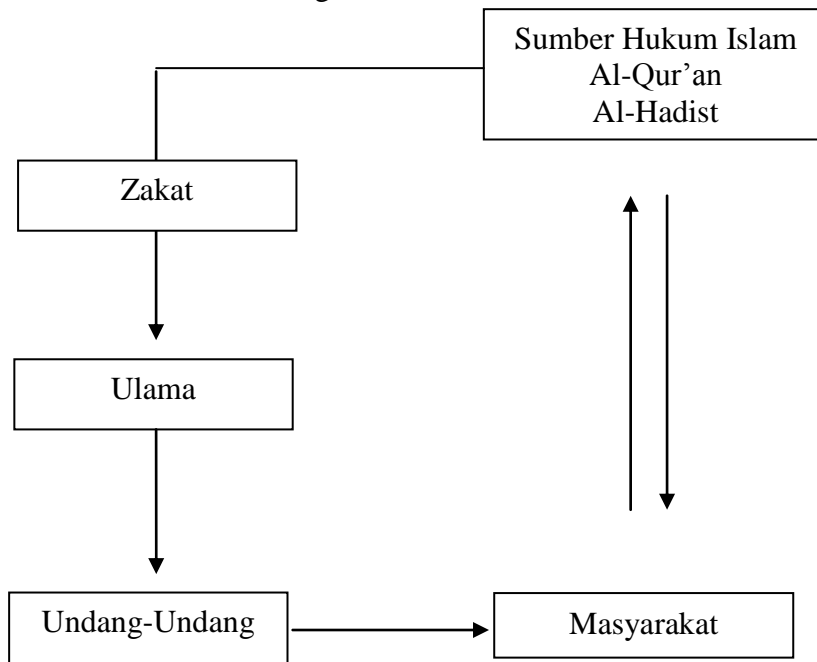 Sumber Hukum Islam
Al-Qur’an
Al-Hadist
Zakat
Ulama
Undang-Undang
Masyarakat